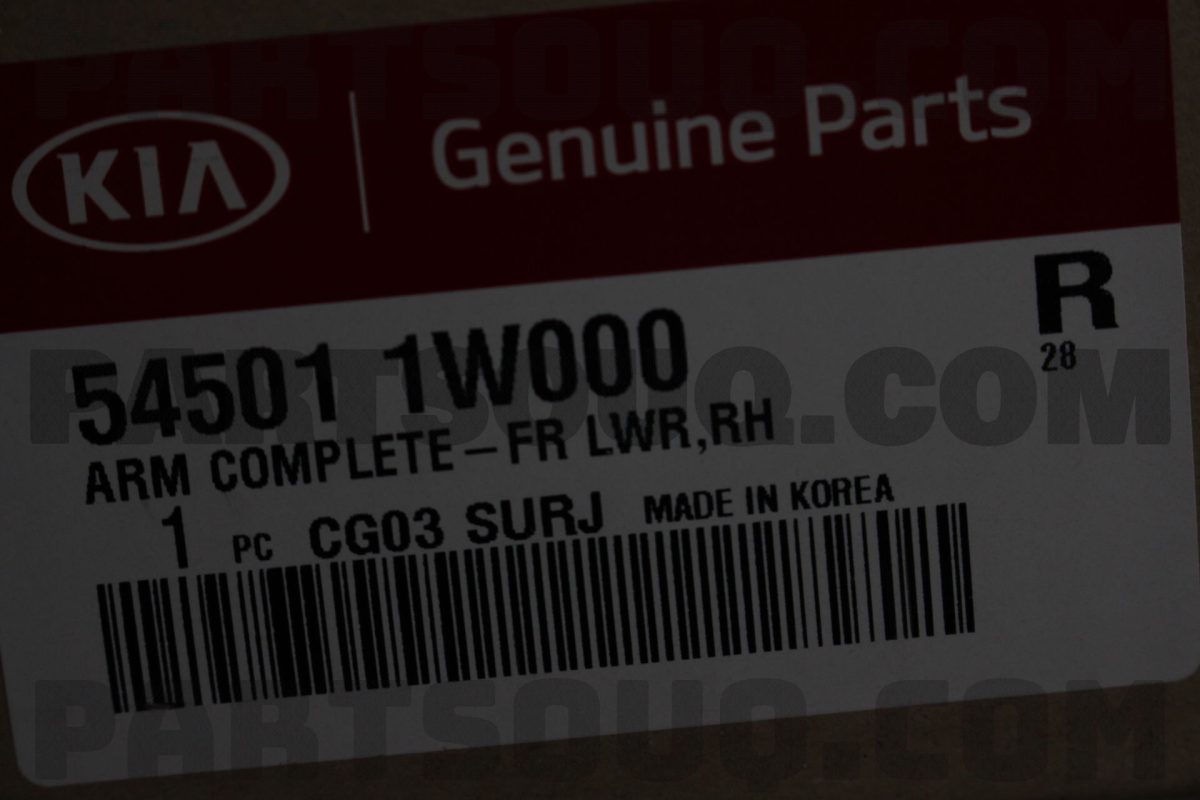 PARTSOUQ.COM
KIA
Genuine Parts
R
28
54501 1W000
PARTSOUQ.COM
ARM COMPLETE-FR LWR,RH
1 PC CG03 SURJ MADE IN KOREA
PARTSOUQ.COM